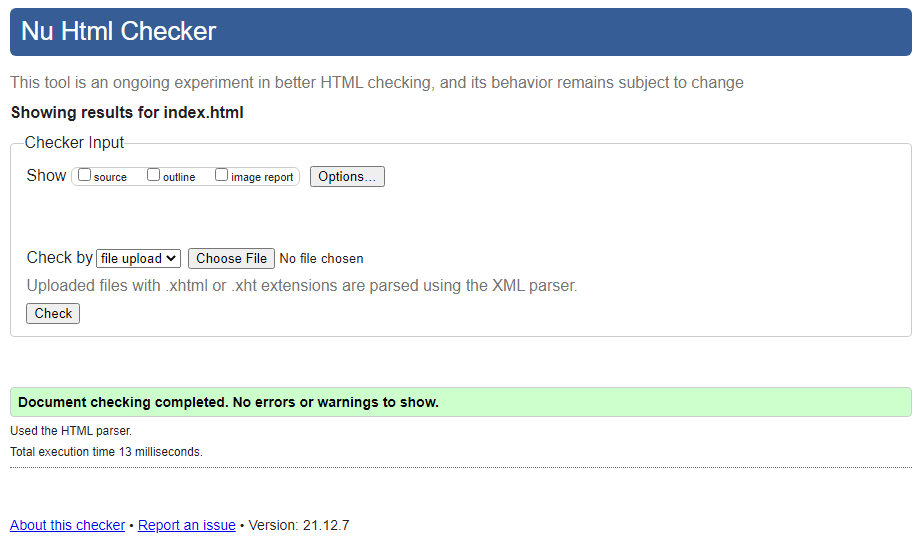 Nu Html Checker
This tool is an ongoing experiment in better HTML checking, and its behavior remains subject to change
Showing results for index.html
Checker Input
Show source outline image report Options...
Check by file upload Choose File No file chosen
Uploaded files with .xhtml or .xht extensions are parsed using the XML parser.
Check
Document checking completed. No errors or warnings to show.
Used the HTML parser.
Total execution time 13 milliseconds.
About this checker • Report an issue • Version: 21.12.7